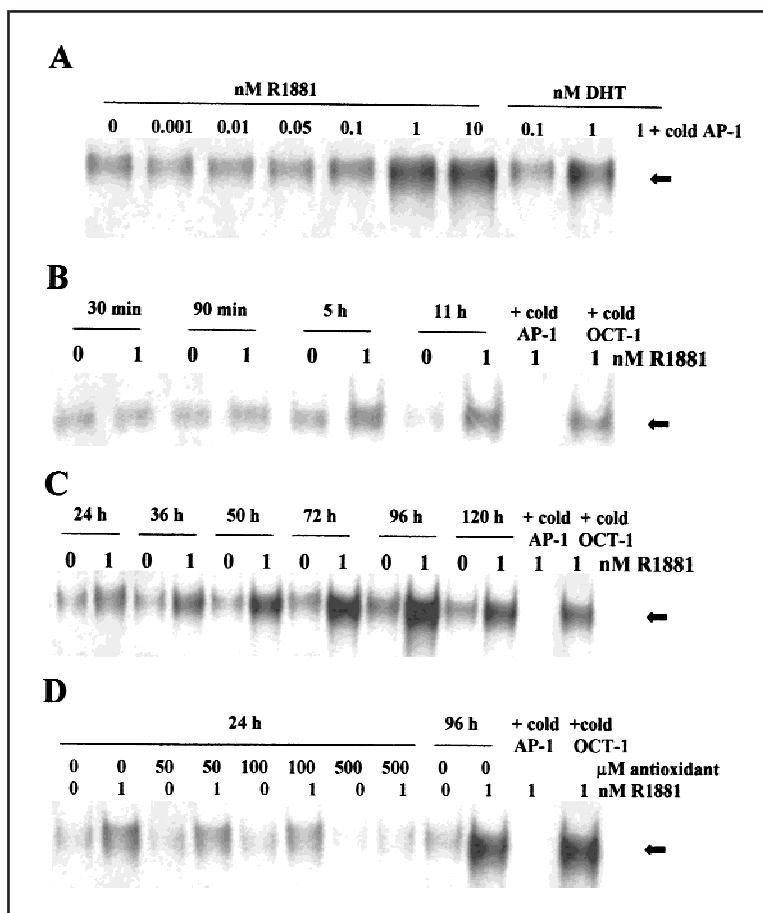 A
nM R1881 nM DHT
0 0.001 0.01 0.05 0.1 1 10 0.1 1 1 + cold AP-1
B
30 min 90 min 5 h 11 h + cold + cold
AP-1 OCT-1
0 1 0 1 0 1 0 1 1 1 nM R1881
C
24 h 36 h 50 h 72 h 96 h 120 h + cold + cold
AP-1 OCT-1
0 1 0 1 0 1 0 1 0 1 0 1 1 1 nM R1881
D
24 h 96 h + cold +cold
AP-1 OCT-1
0 0 50 50 100 100 500 500 0 0 μM antioxidant
0 1 0 1 0 1 0 1 0 1 1 1 nM R1881